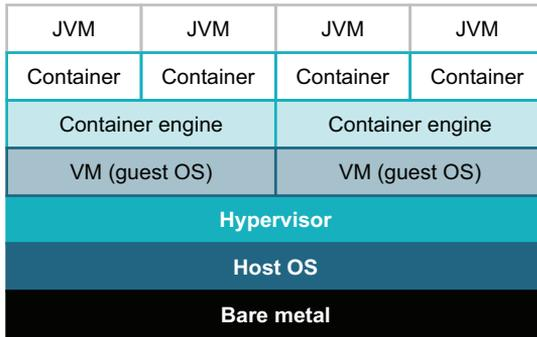 JVM JVM JVM JVM
Container Container Container Container
Container engine Container engine
VM (guest OS) VM (guest OS)
Hypervisor
Host OS
Bare metal